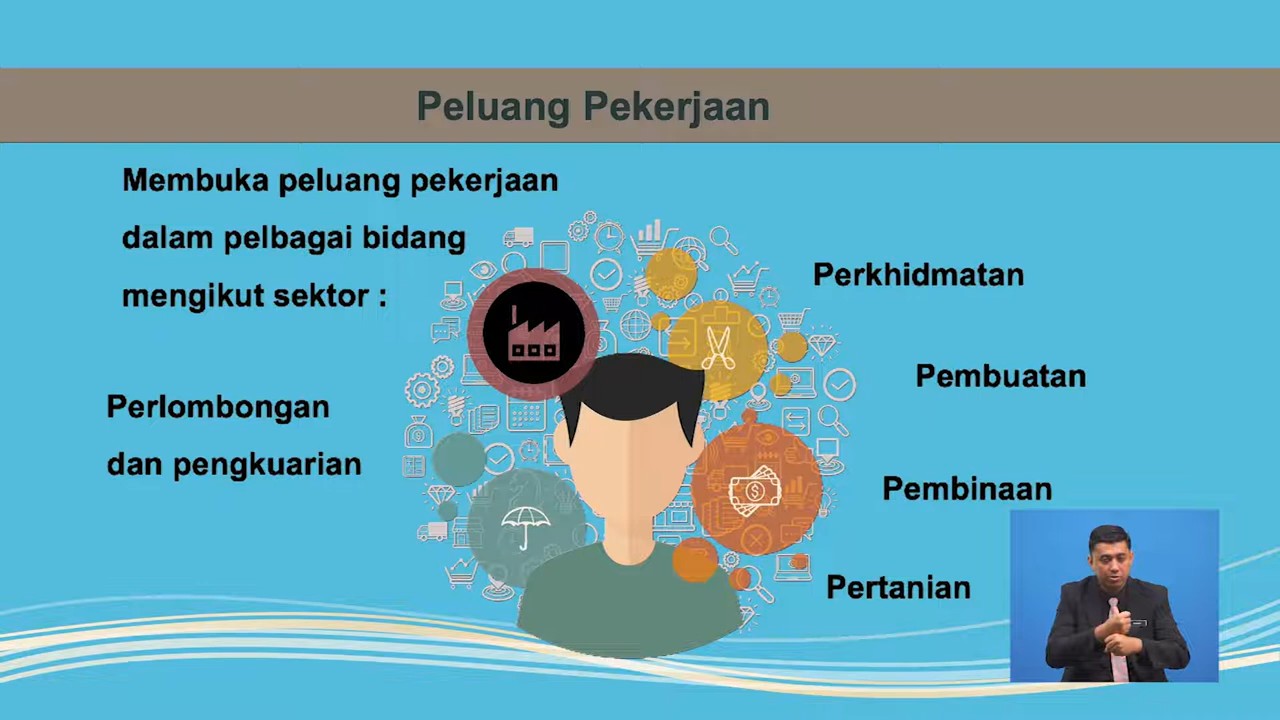 Peluang Pekerjaan
Membuka peluang pekerjaan
dalam pelbagai bidang
mengikut sektor :
Perlombongan
dan pengkuarian
Perkhidmatan
Pembuatan
Pembinaan
Pertanian